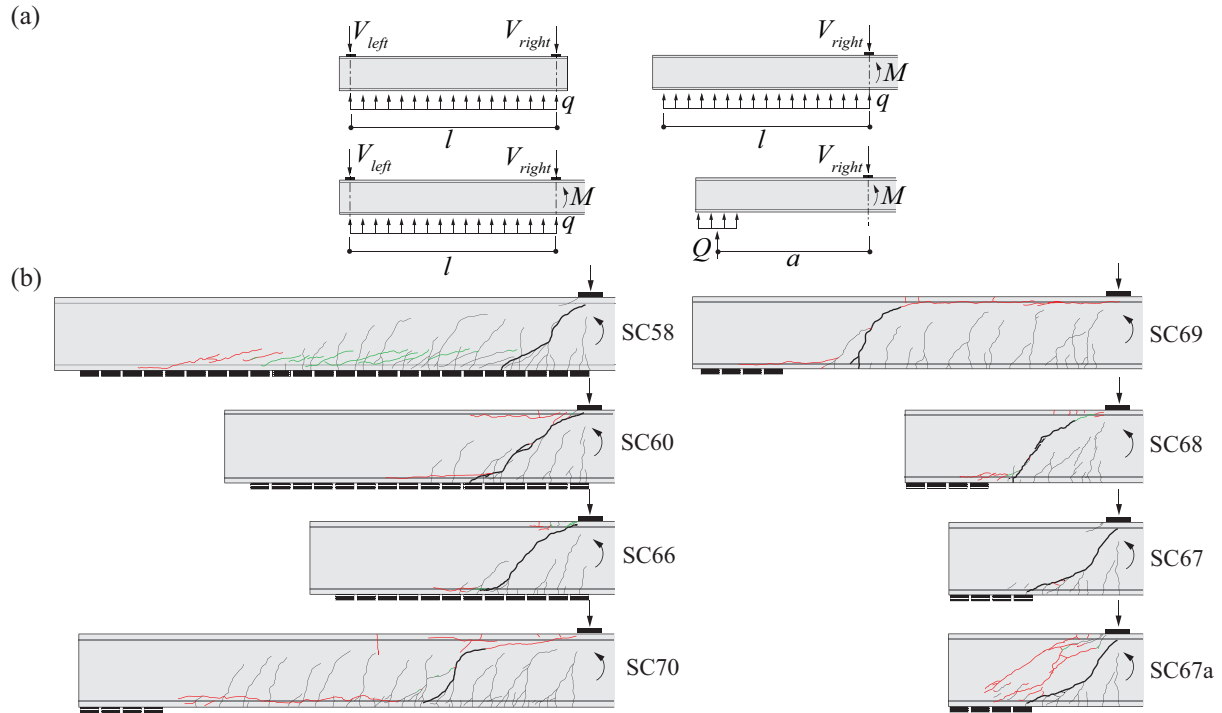 (a)
V_left V_right
q
l
V_right
M
q
l
V_left V_right
M
q
l
V_right
M
Q
a
(b)
SC58
SC69
SC60
SC68
SC66
SC67
SC70
SC67a